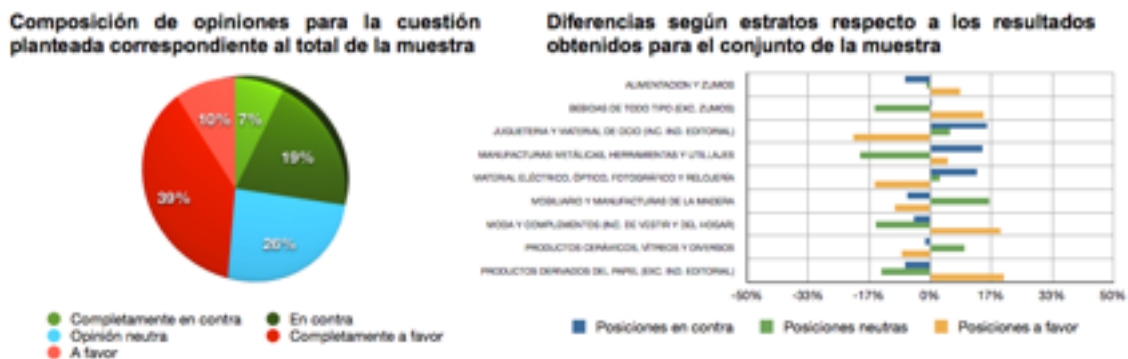 Composición de opiniones para la cuestión
planteada correspondiente al total de la muestra
10%
7%
19%
39%
26%
Completamente en contra
En contra
Opinión neutra
Completamente a favor
A favor
Diferencias según estratos respecto a los resultados
obtenidos para el conjunto de la muestra
ALIMENTACION Y ZUMOS
BEBIDAS DE TODO TIPO (EXC. ZUMOS)
JUGUETERIA Y MATERIAL DE OCIO (INC. IND. EDITORIAL)
MANUFACTURAS METÁLICAS, HERRAMIENTAS Y UTILLAJES
MATERIAL ELÉCTRICO, ÓPTICO, FOTOGRÁFICO Y RELOJERÍA
MOBILIARIO Y MANUFACTURAS DE LA MADERA
MODA Y COMPLEMENTOS (INC. DE VESTIR Y DEL HOGAR)
PRODUCTOS CERÁMICOS, VÍTREOS Y DIVERSOS
PRODUCTOS DERIVADOS DEL PAPEL (EXC. IND. EDITORIAL)
-50% -33% -17% 0% 17% 33% 50%
Posiciones en contra Posiciones neutras Posiciones a favor